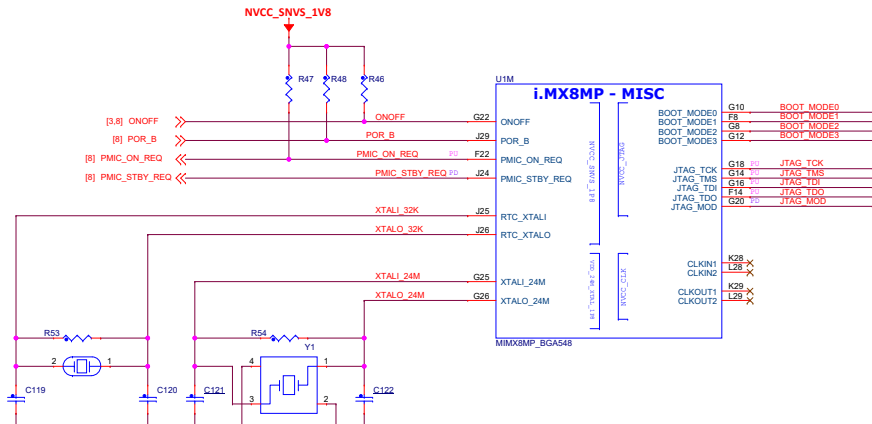 NVCC_SNVS_1V8
R47
R48
R46
U1M
i.MX8MP - MISC
[3,8] ONOFF
ONOFF
G22
ONOFF
[8] POR_B
POR_B
J29
POR_B
[8] PMIC_ON_REQ
PMIC_ON_REQ
PU
F22
PMIC_ON_REQ
[8] PMIC_STBY_REQ
PMIC_STBY_REQ
PD
J24
PMIC_STBY_REQ
XTALI_32K
J25
RTC_XTALI
XTALO_32K
J26
RTC_XTALO
XTALI_24M
G25
XTALI_24M
XTALO_24M
G26
XTALO_24M
NVCC_SNVS_1P8
NVCC_JTAG
NVCC_CLK
BOOT_MODE0
G10
BOOT_MODE0
BOOT_MODE1
F8
BOOT_MODE1
BOOT_MODE2
G8
BOOT_MODE2
BOOT_MODE3
G12
BOOT_MODE3
JTAG_TCK
G18
PU
JTAG_TCK
JTAG_TMS
G14
PU
JTAG_TMS
JTAG_TDI
G16
PU
JTAG_TDI
JTAG_TDO
F14
PU
JTAG_TDO
JTAG_MOD
G20
PD
JTAG_MOD
CLKIN1
K28
CLKIN2
L28
CLKOUT1
K29
CLKOUT2
L29
MIMX8MP_BGA548
R53
2
1
C119
C120
R54
Y1
4
1
3
2
C121
C122